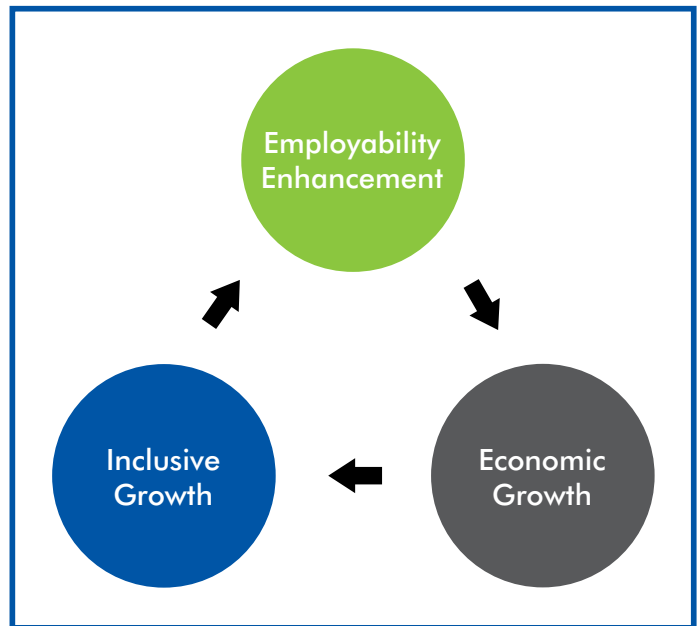 Employability
Enhancement
Inclusive
Growth
Economic
Growth